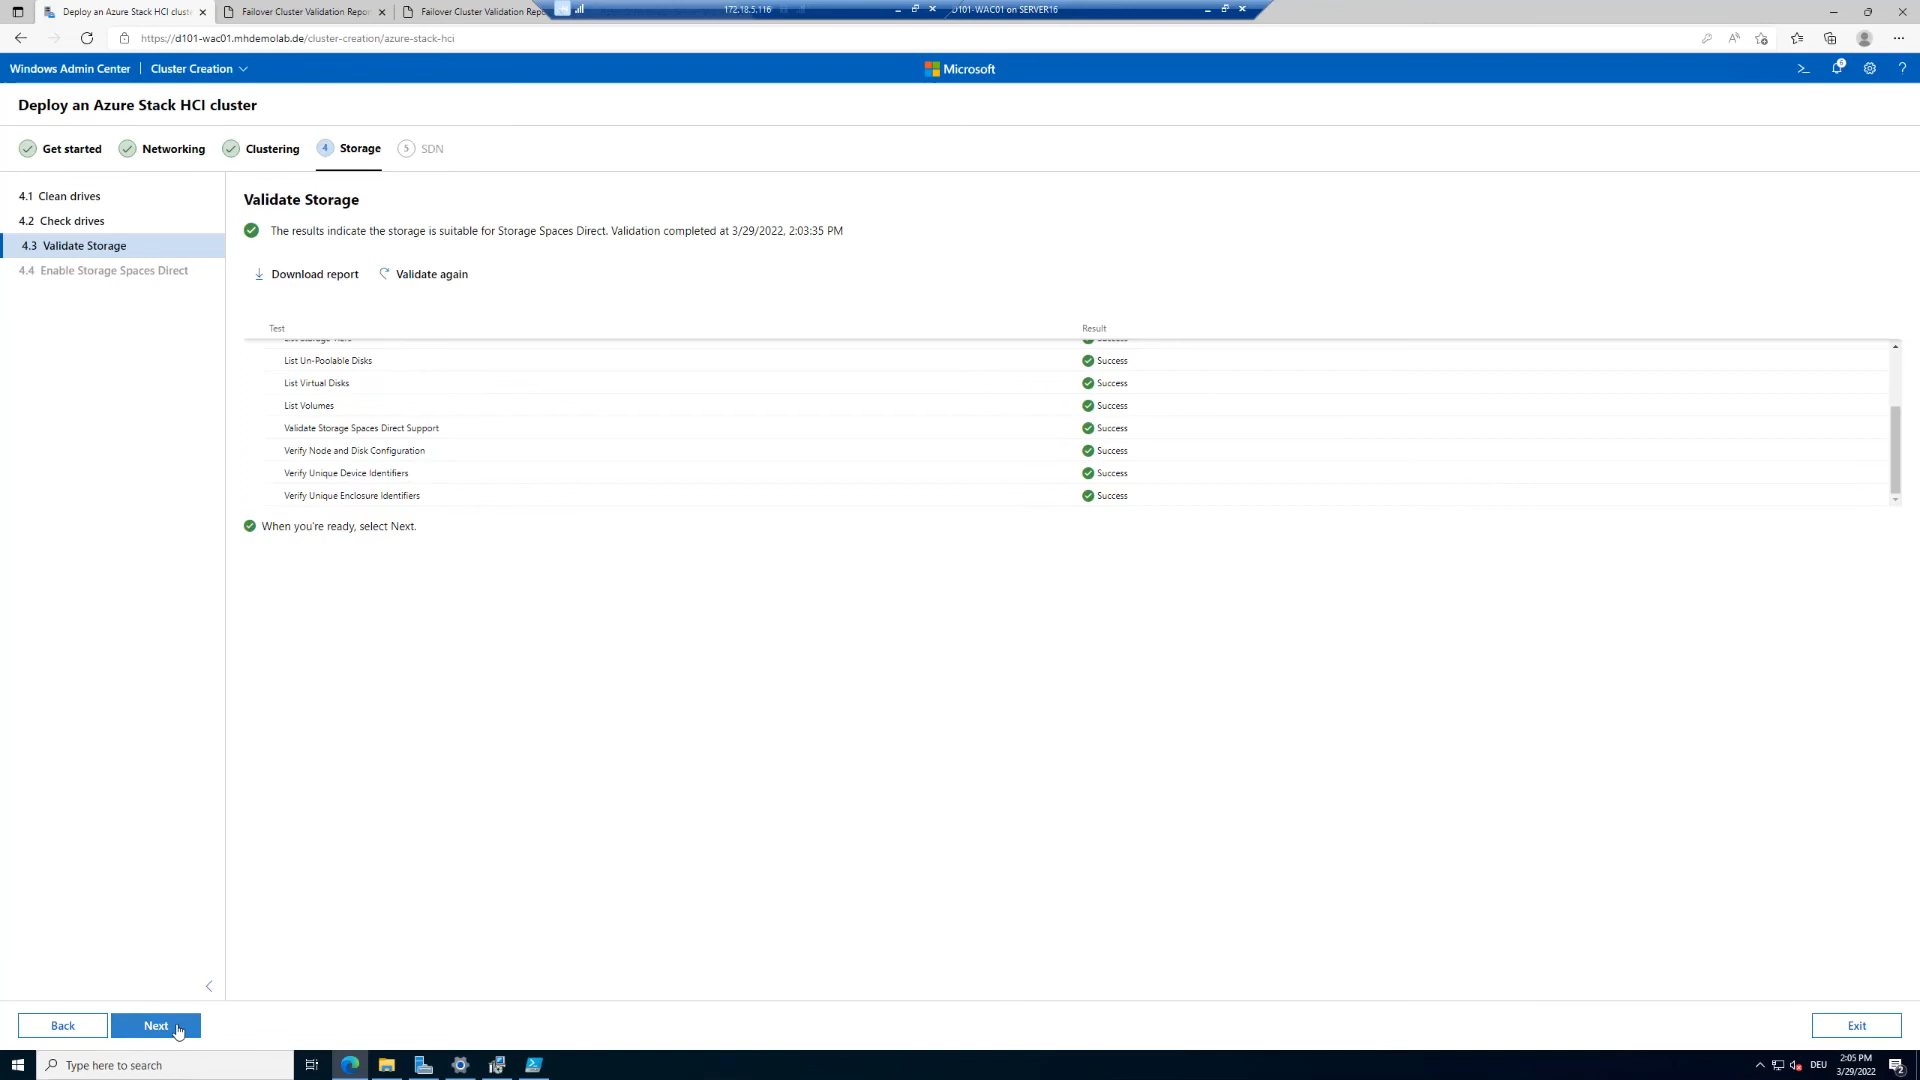 Deploy an Azure Stack HCI cluste
Failover Cluster Validation Repor
Failover Cluster Validation Repo
172.18.5.116
D101-WAC01 on SERVER16
https://d101-wac01.mhdemolab.de/cluster-creation/azure-stack-hci
Windows Admin Center
Cluster Creation
Microsoft
Deploy an Azure Stack HCI cluster
Get started
Networking
Clustering
4 Storage
5 SDN
4.1 Clean drives
4.2 Check drives
4.3 Validate Storage
4.4 Enable Storage Spaces Direct
Validate Storage
The results indicate the storage is suitable for Storage Spaces Direct. Validation completed at 3/29/2022, 2:03:35 PM
Download report
Validate again
Test Result
List Storage Tiers Success
List Un-Poolable Disks Success
List Virtual Disks Success
List Volumes Success
Validate Storage Spaces Direct Support Success
Verify Node and Disk Configuration Success
Verify Unique Device Identifiers Success
Verify Unique Enclosure Identifiers Success
When you're ready, select Next.
Back
Next
Exit
Type here to search
DEU
2:05 PM
3/29/2022
2